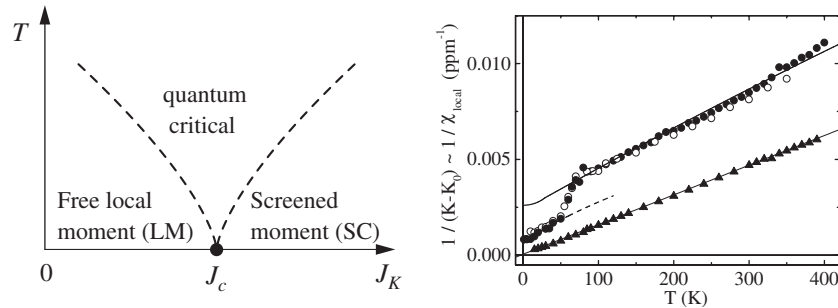 T
quantum
critical
Free local
moment (LM)
Screened
moment (SC)
0
J_c
J_K
1 / (K-K_0) ~ 1 / χ_local (ppm^-1)
0.010
0.005
0.000
0
100
200
300
400
T (K)